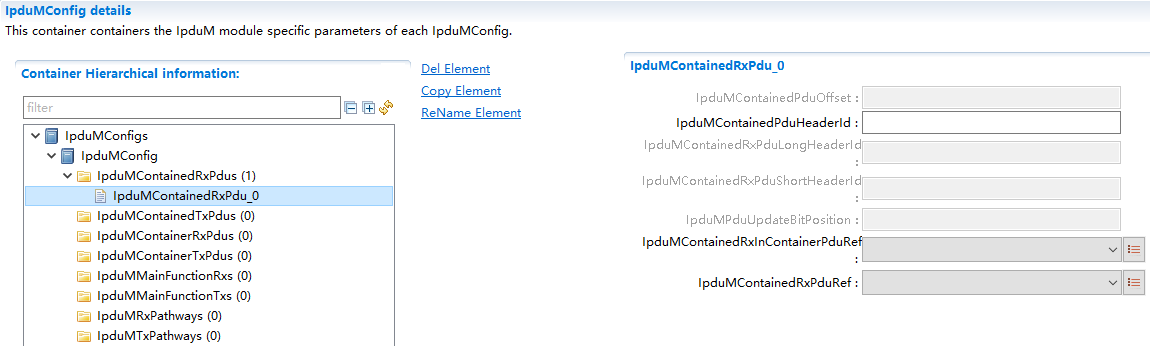 IpduMConfig details
This container containers the IpduM module specific parameters of each IpduMConfig.
Container Hierarchical information:
filter
IpduMConfigs
IpduMConfig
IpduMContainedRxPdus (1)
IpduMContainedRxPdu_0
IpduMContainedTxPdus (0)
IpduMContainerRxPdus (0)
IpduMContainerTxPdus (0)
IpduMMainFunctionRxs (0)
IpduMMainFunctionTxs (0)
IpduMRxPathways (0)
IpduMTxPathways (0)
Del Element
Copy Element
ReName Element
IpduMContainedRxPdu_0
IpduMContainedPduOffset :
IpduMContainedPduHeaderId :
IpduMContainedRxPduLongHeaderId
:
IpduMContainedRxPduShortHeaderId
:
IpduMPduUpdateBitPosition :
IpduMContainedRxInContainerPduRef
:
IpduMContainedRxPduRef :